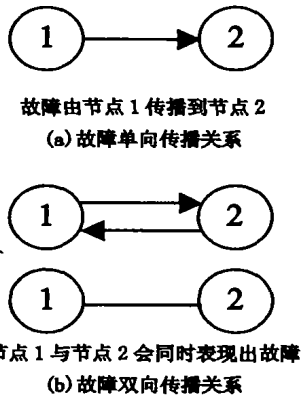 1 2
故障由节点 1 传播到节点 2
(a)故障单向传播关系
1 2
1 2
节点 1 与节点 2 会同时表现出故障
(b)故障双向传播关系